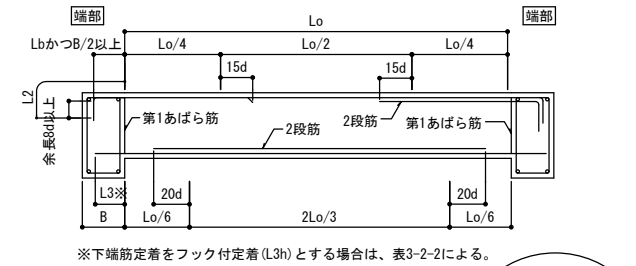 端部
Lo
端部
LbかつB/2以上
Lo/4
Lo/2
Lo/4
15d
15d
L2
余長8d以上
第1あばら筋
2段筋
2段筋
第1あばら筋
L3※
20d
20d
B
Lo/6
2Lo/3
Lo/6
※下端筋定着をフック付定着(L3h)とする場合は、表3-2-2による。